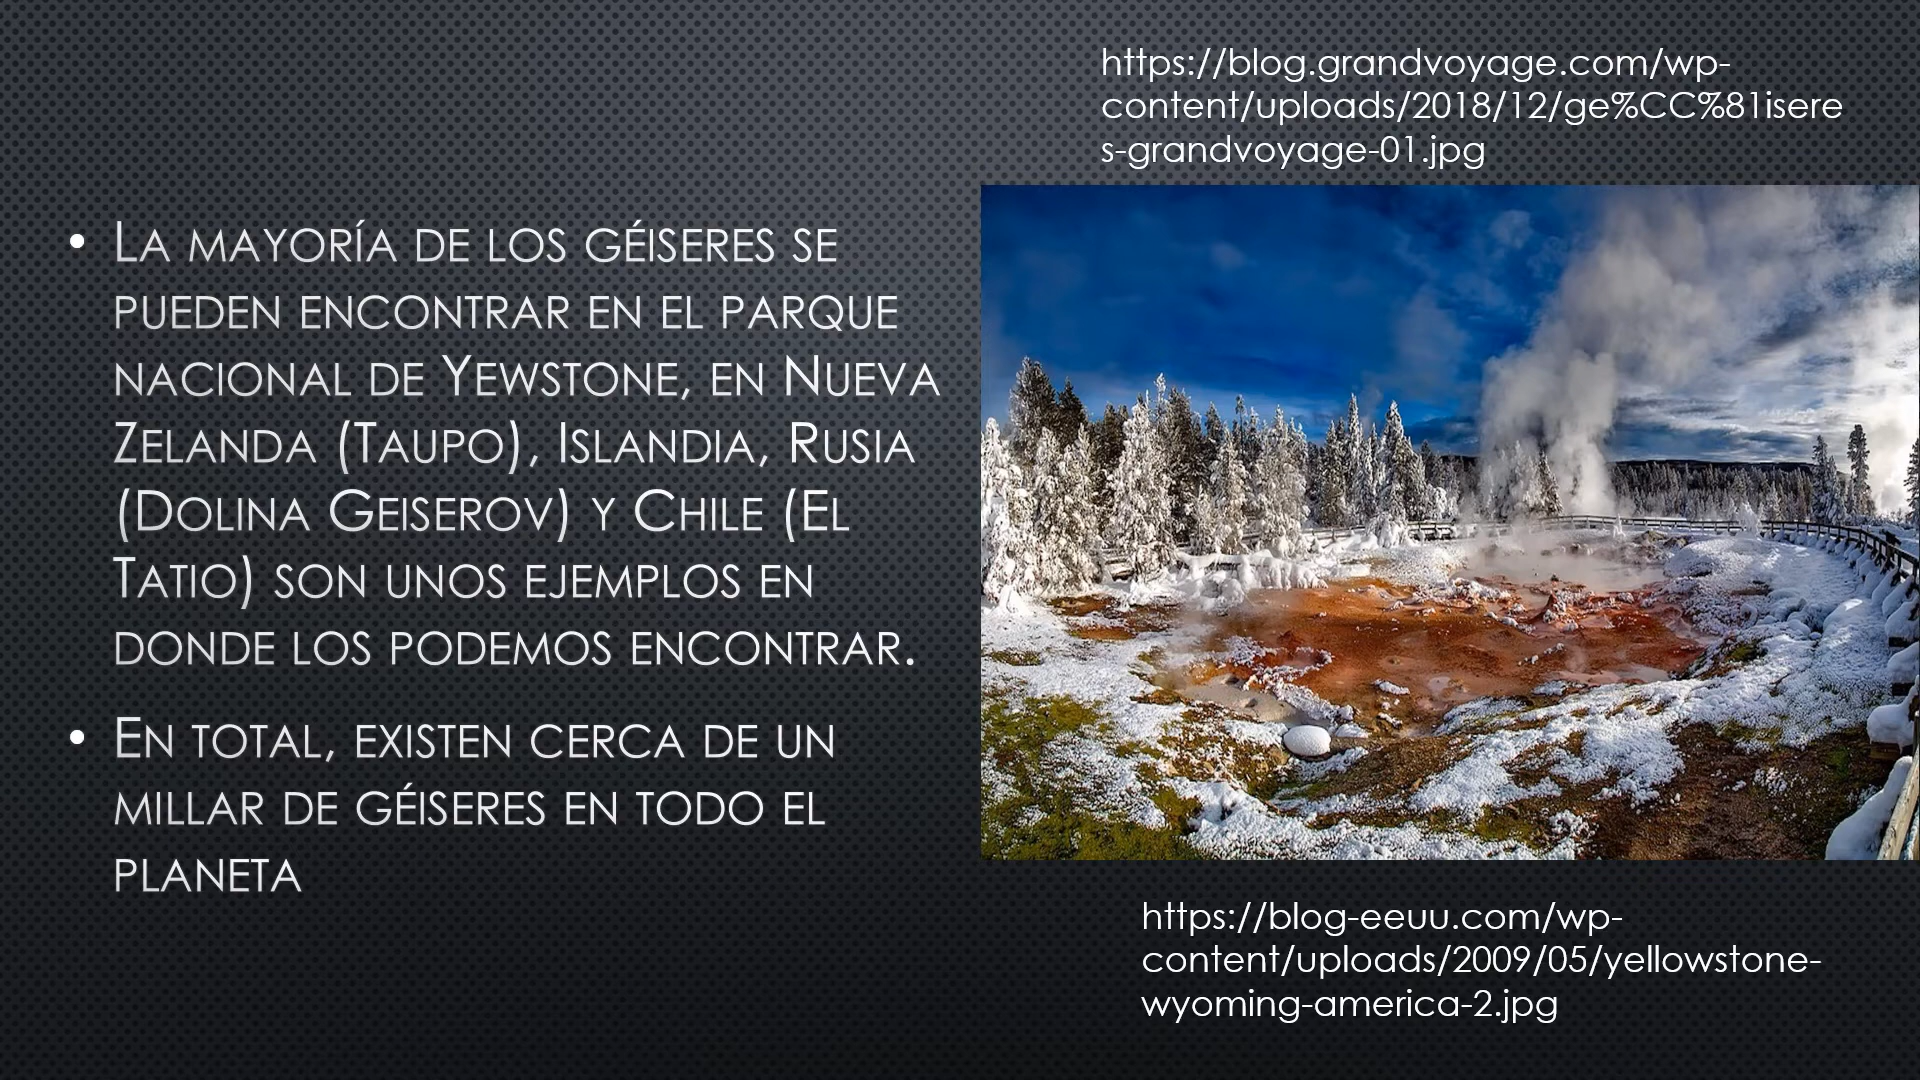 https://blog.grandvoyage.com/wp-
content/uploads/2018/12/ge%CC%81isere
s-grandvoyage-01.jpg
• La mayoría de los géiseres se
pueden encontrar en el parque
nacional de Yewstone, en Nueva
Zelanda (Taupo), Islandia, Rusia
(Dolina Geiserov) y Chile (El
Tatio) son unos ejemplos en
donde los podemos encontrar.
• En total, existen cerca de un
millar de géiseres en todo el
planeta
https://blog-eeuu.com/wp-
content/uploads/2009/05/yellowstone-
wyoming-america-2.jpg